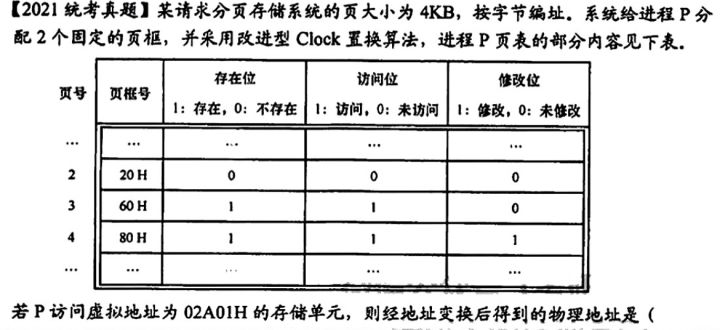 【2021 统考真题】某请求分页存储系统的页大小为 4KB，按字节编址。系统给进程 P 分
配 2 个固定的页框，并采用改进型 Clock 置换算法，进程 P 页表的部分内容见下表。
页号 页框号 存在位 访问位 修改位
1：存在，0：不存在 1：访问，0：未访问 1：修改，0：未修改
… … … … …
2 20 H 0 0 0
3 60 H 1 1 0
4 80 H 1 1 1
… … … … …
若 P 访问虚拟地址为 02A01H 的存储单元，则经地址变换后得到的物理地址是（